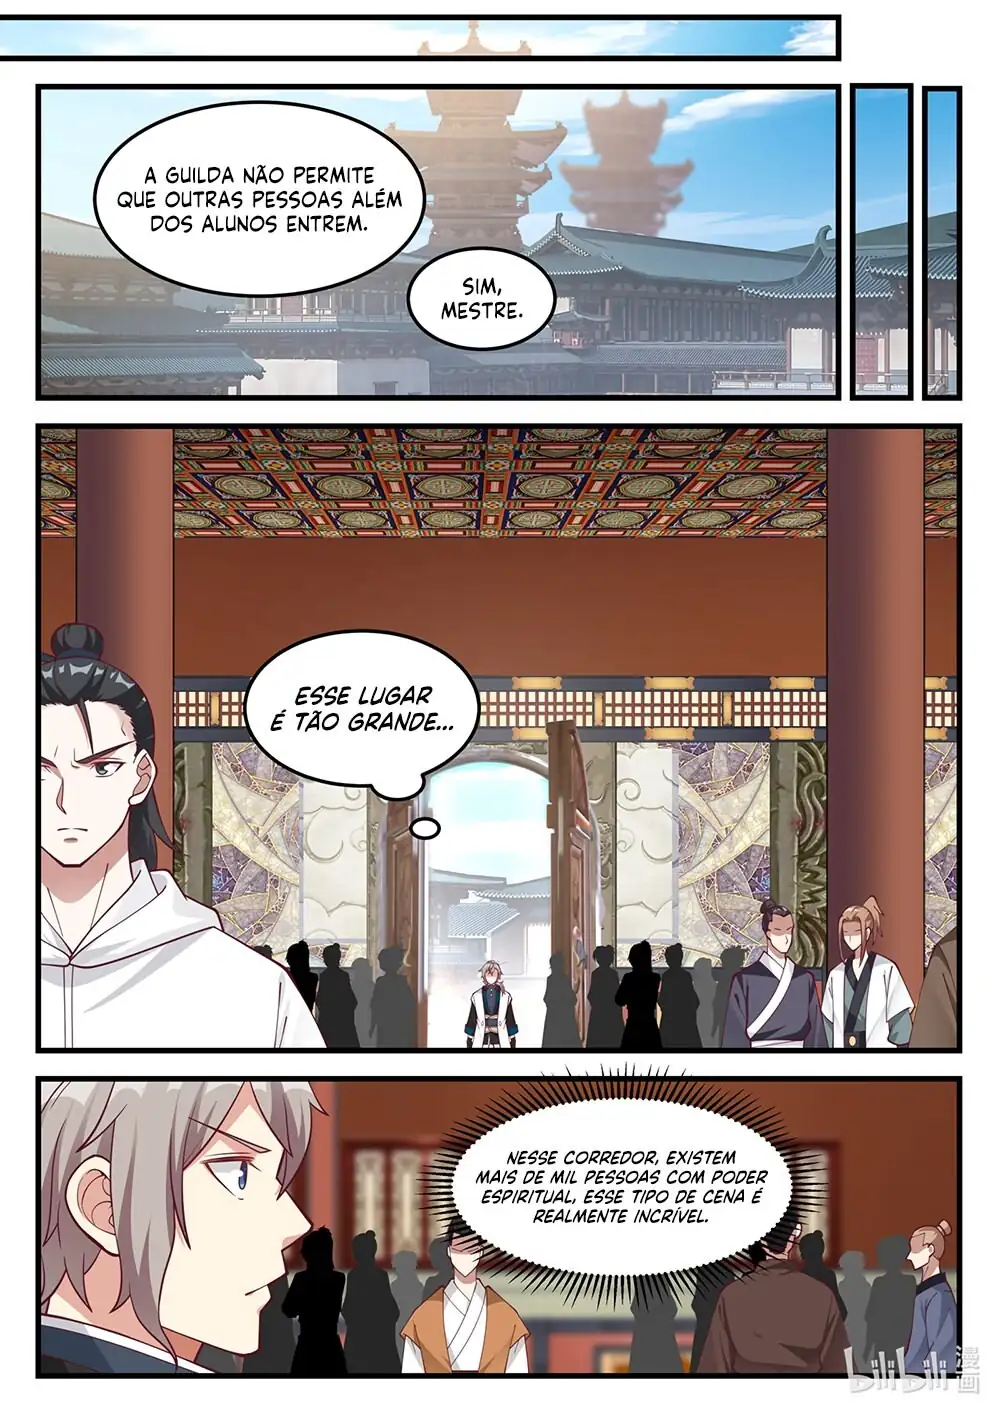 A GUILDA NÃO PERMITE
QUE OUTRAS PESSOAS ALÉM
DOS ALUNOS ENTREM.
SIM,
MESTRE.
ESSE LUGAR
É TÃO GRANDE...
NESSE CORREDOR, EXISTEM
MAIS DE MIL PESSOAS COM PODER
ESPIRITUAL, ESSE TIPO DE CENA É
REALMENTE INCRÍVEL.
bilibili 漫画